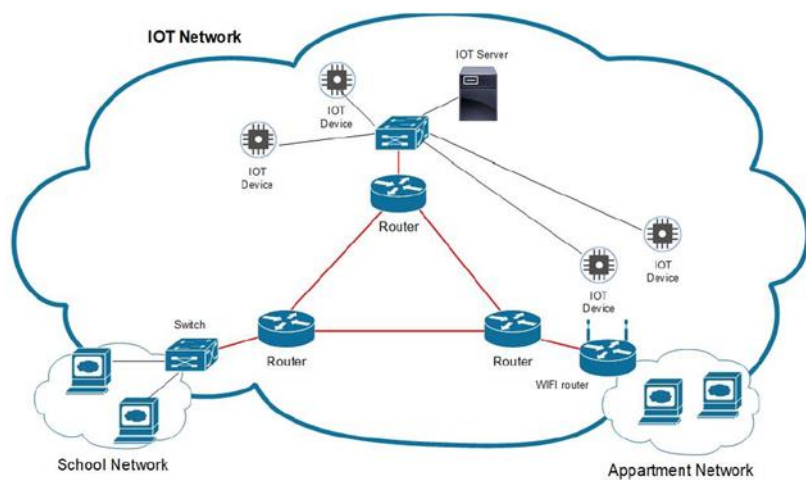 IOT Network
IOT Server
IOT
Device
IOT
Device
Router
IOT
Device
IOT
Device
Switch
Router
Router
WIFI router
School Network
Appartment Network